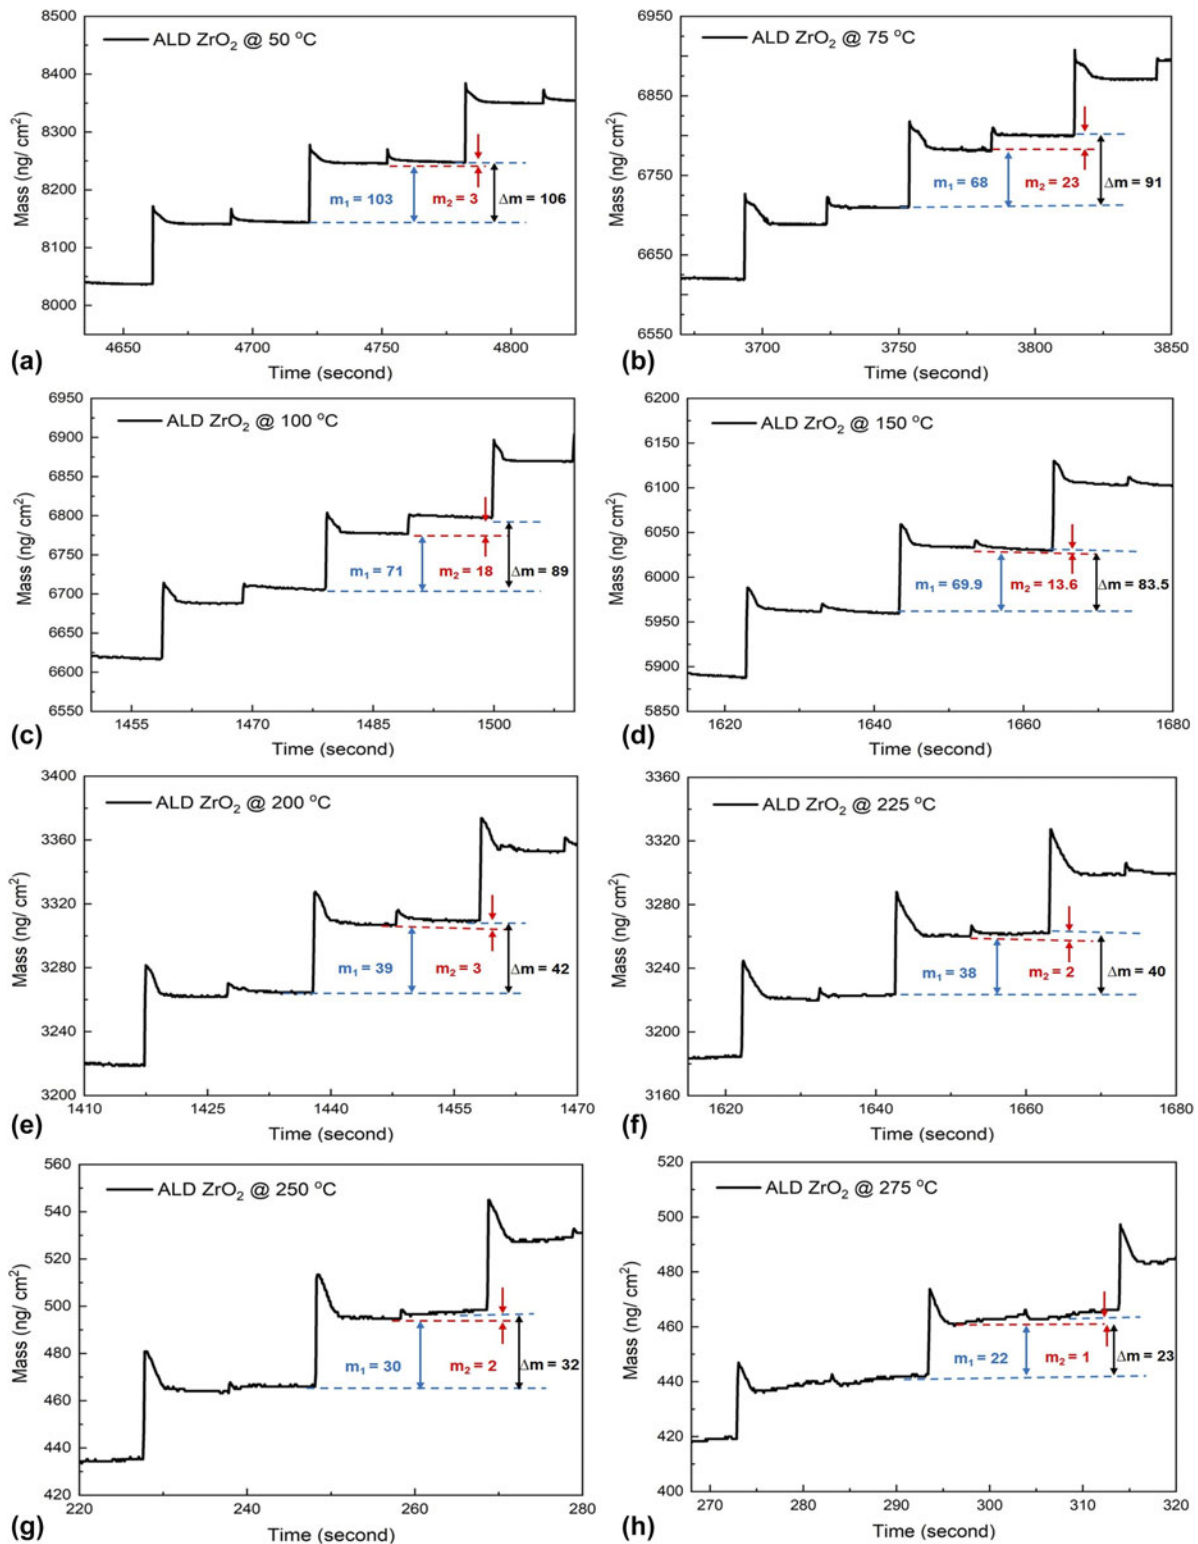 ALD ZrO₂ @ 50 °C
Mass (ng/ cm²)
8500
8400
8300
8200
8100
8000
m₁ = 103
m₂ = 3
Δm = 106
4650 4700 4750 4800
Time (second)
(a)
ALD ZrO₂ @ 75 °C
Mass (ng/ cm²)
6950
6850
6750
6650
6550
m₁ = 68
m₂ = 23
Δm = 91
3700 3750 3800 3850
Time (second)
(b)
ALD ZrO₂ @ 100 °C
Mass (ng/ cm²)
6950
6900
6850
6800
6750
6700
6650
6600
6550
m₁ = 71
m₂ = 18
Δm = 89
1455 1470 1485 1500
Time (second)
(c)
ALD ZrO₂ @ 150 °C
Mass (ng/ cm²)
6200
6150
6100
6050
6000
5950
5900
5850
m₁ = 69.9
m₂ = 13.6
Δm = 83.5
1620 1640 1660 1680
Time (second)
(d)
ALD ZrO₂ @ 200 °C
Mass (ng/ cm²)
3400
3360
3320
3280
3240
3200
m₁ = 39
m₂ = 3
Δm = 42
1410 1425 1440 1455 1470
Time (second)
(e)
ALD ZrO₂ @ 225 °C
Mass (ng/ cm²)
3360
3320
3280
3240
3200
3160
m₁ = 38
m₂ = 2
Δm = 40
1620 1640 1660 1680
Time (second)
(f)
ALD ZrO₂ @ 250 °C
Mass (ng/ cm²)
560
540
520
500
480
460
440
420
m₁ = 30
m₂ = 2
Δm = 32
220 240 260 280
Time (second)
(g)
ALD ZrO₂ @ 275 °C
Mass (ng/ cm²)
520
500
480
460
440
420
400
m₁ = 22
m₂ = 1
Δm = 23
270 280 290 300 310 320
Time (second)
(h)